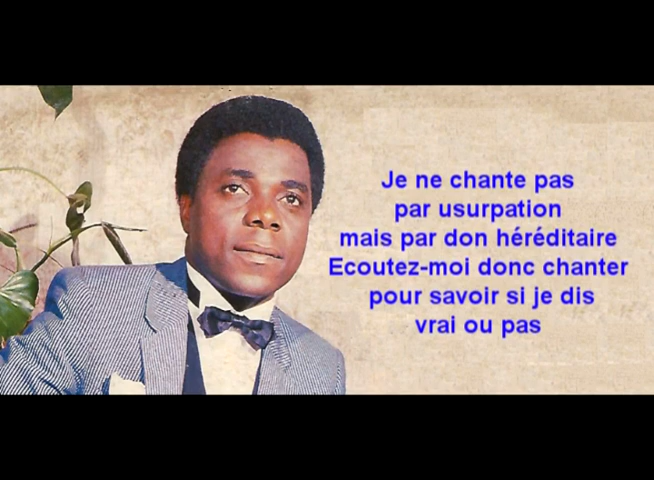 Je ne chante pas
par usurpation
mais par don héréditaire
Ecoutez-moi donc chanter
pour savoir si je dis
vrai ou pas